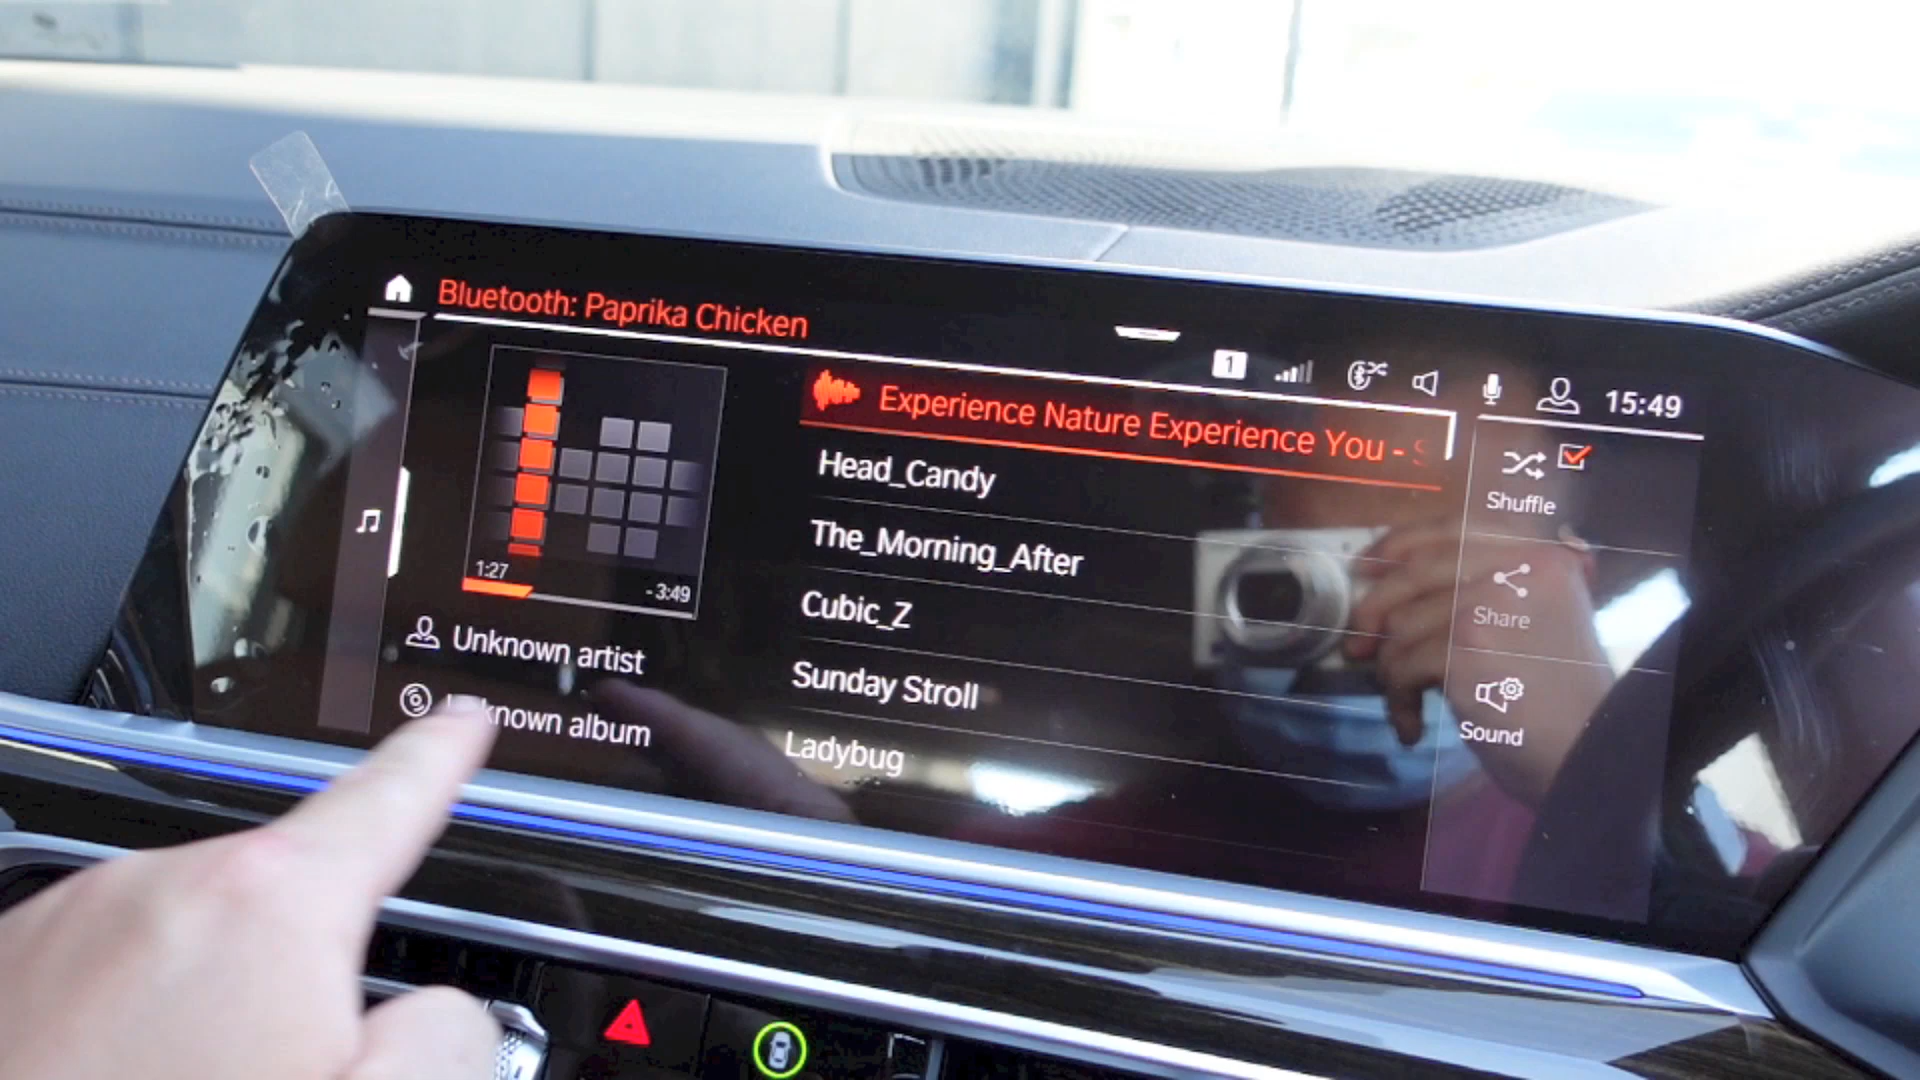 Bluetooth: Paprika Chicken
1
15:49
Experience Nature Experience You -
Head_Candy
The_Morning_After
Cubic_Z
Sunday Stroll
Ladybug
1:27
-3:49
Unknown artist
Unknown album
Shuffle
Share
Sound